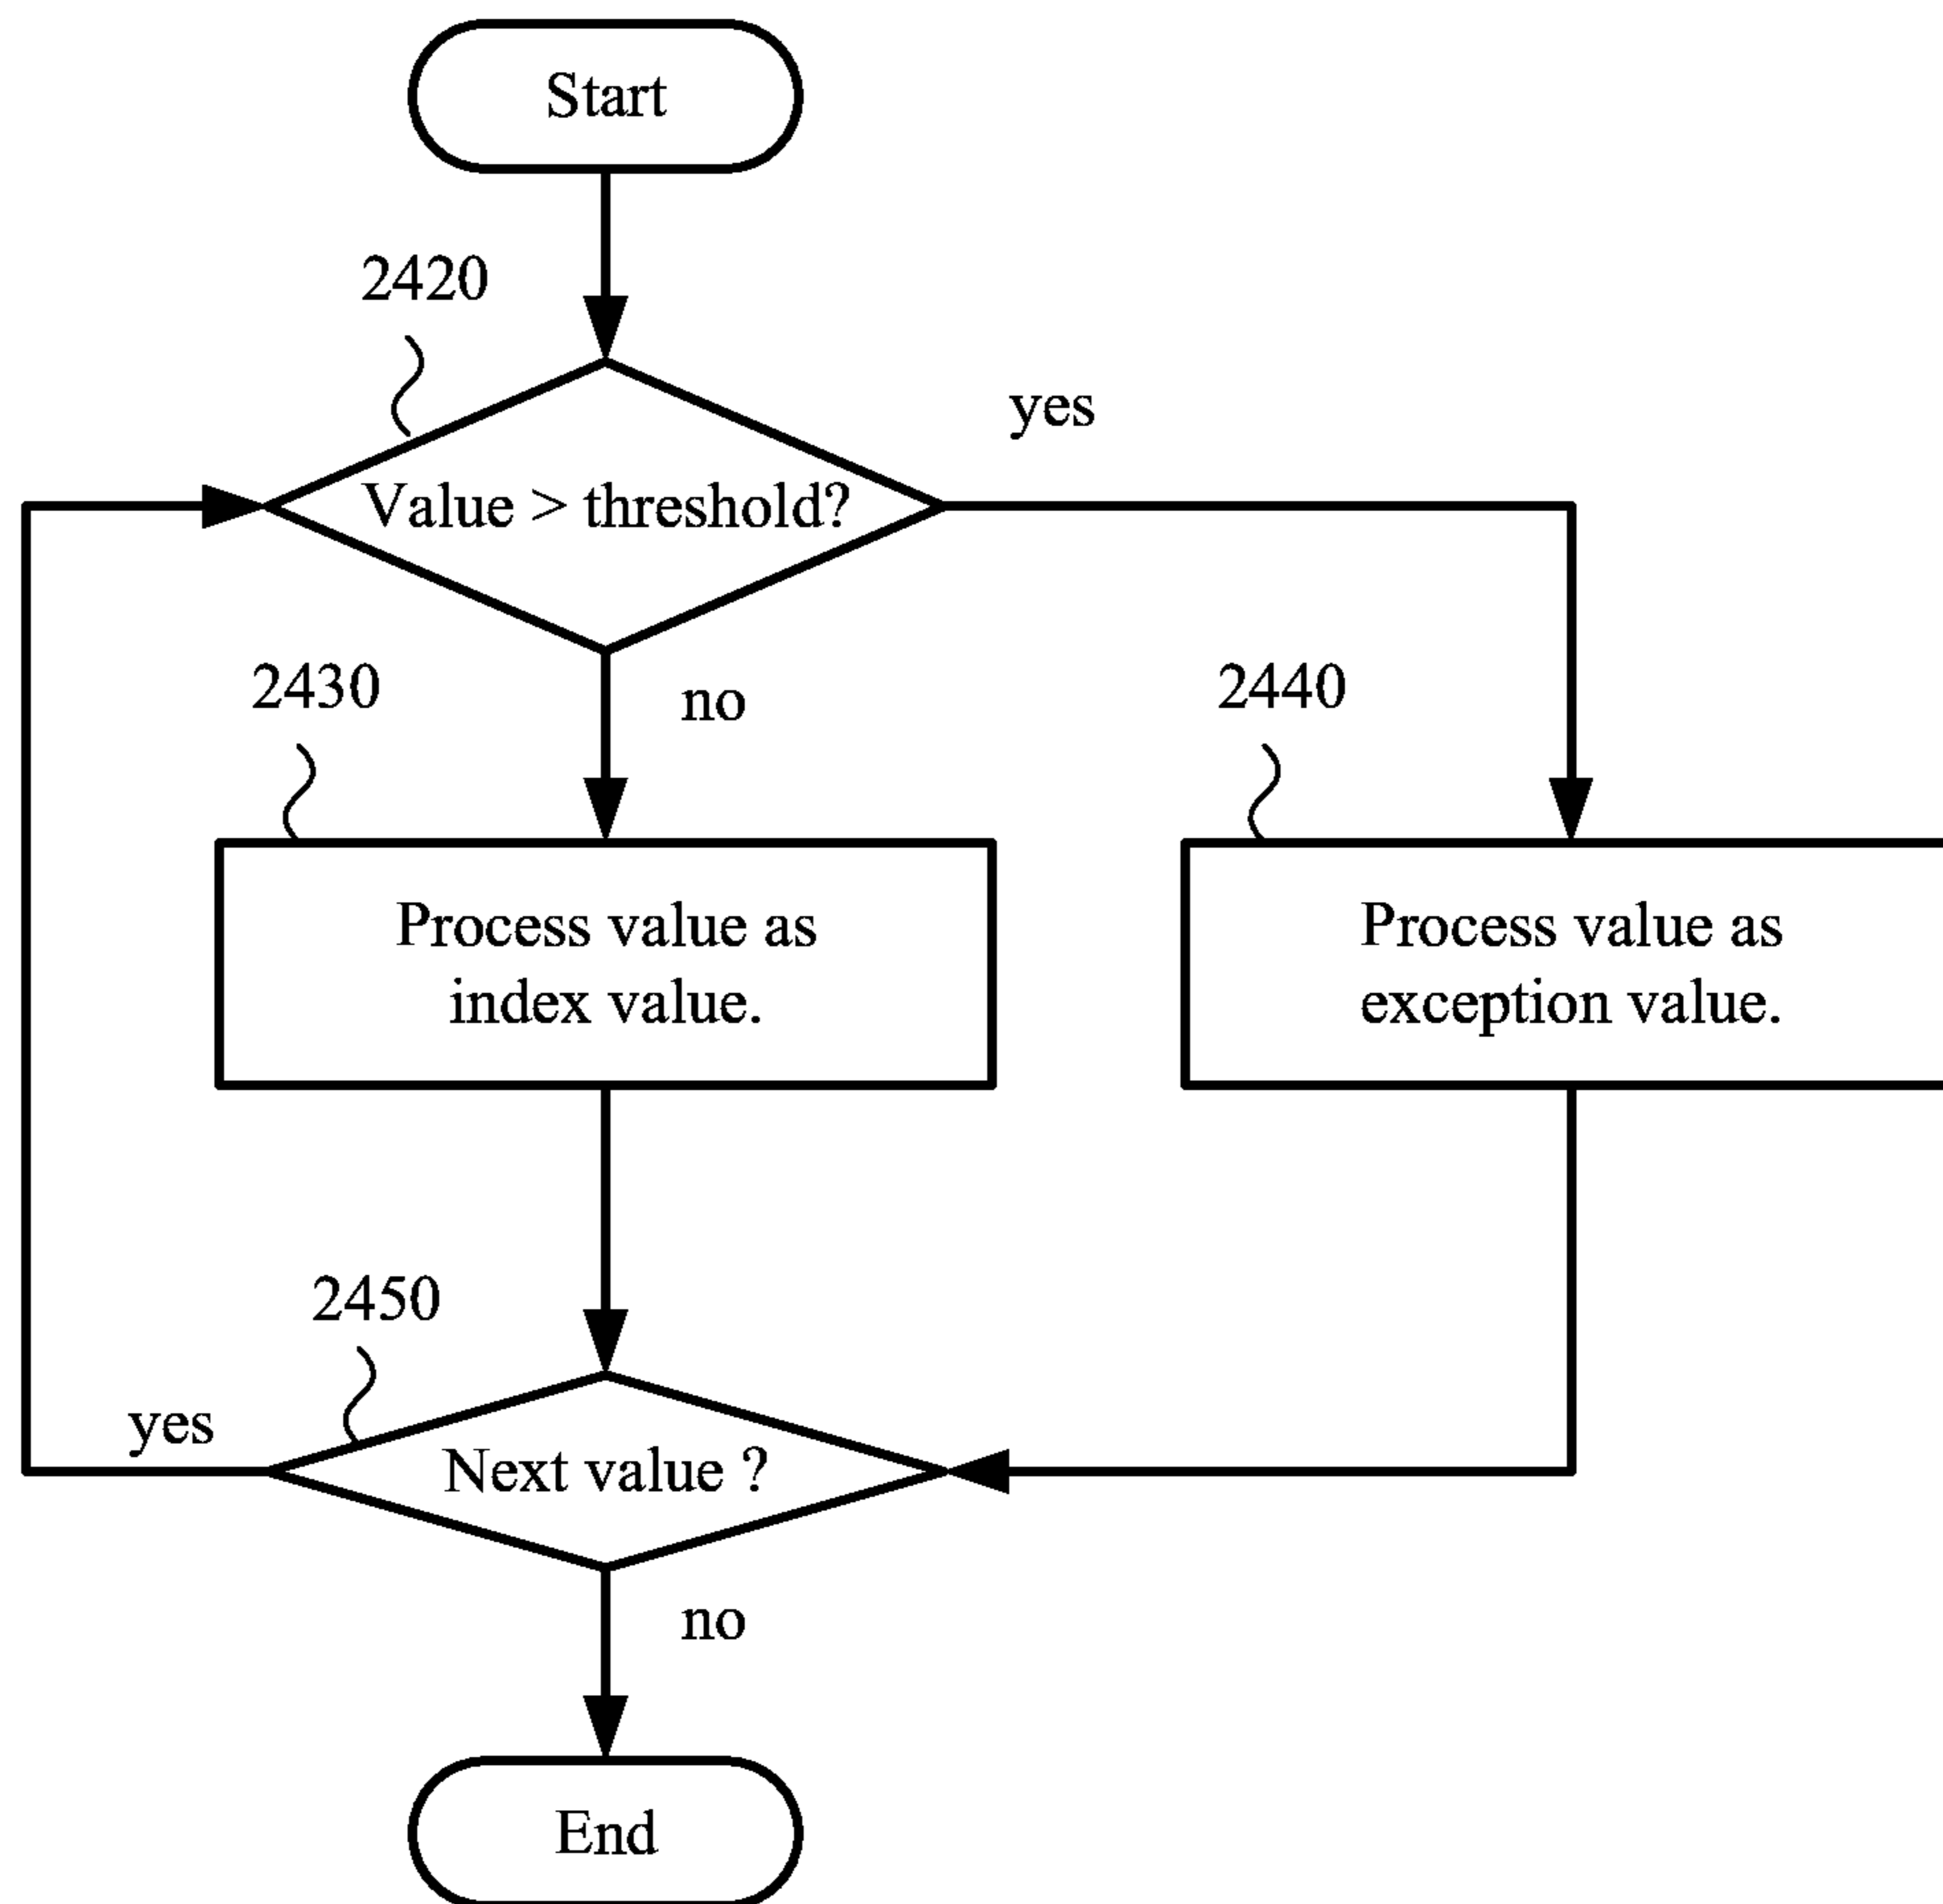 Start
2420
yes
Value > threshold?
2430
no
2440
Process value as
index value.
Process value as
exception value.
2450
yes
Next value ?
no
End